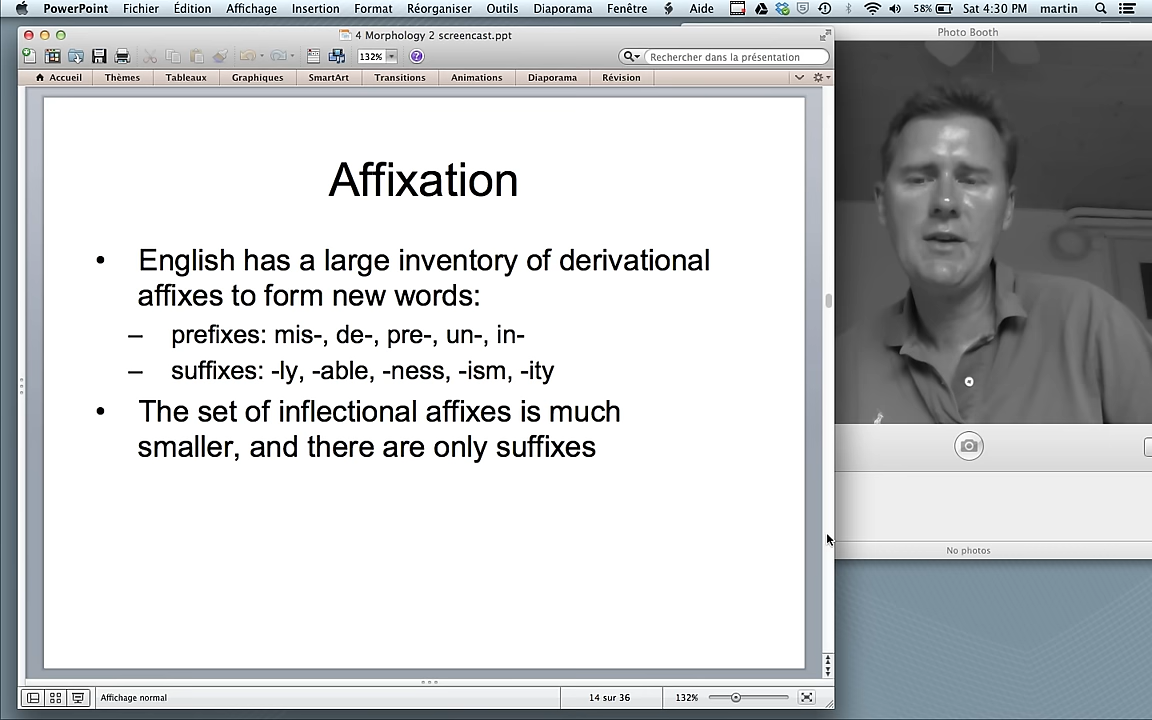 PowerPoint Fichier Édition Affichage Insertion Format Réorganiser Outils Diaporama Fenêtre Aide 58% Sat 4:30 PM martin
4 Morphology 2 screencast.ppt
Photo Booth
132% Rechercher dans la présentation
Accueil Thèmes Tableaux Graphiques SmartArt Transitions Animations Diaporama Révision
Affixation
• English has a large inventory of derivational
affixes to form new words:
– prefixes: mis-, de-, pre-, un-, in-
– suffixes: -ly, -able, -ness, -ism, -ity
• The set of inflectional affixes is much
smaller, and there are only suffixes
No photos
Affichage normal 14 sur 36 132%